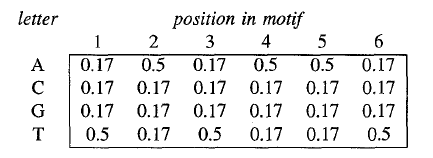 letter position in motif
1 2 3 4 5 6
A 0.17 0.5 0.17 0.5 0.5 0.17
C 0.17 0.17 0.17 0.17 0.17 0.17
G 0.17 0.17 0.17 0.17 0.17 0.17
T 0.5 0.17 0.5 0.17 0.17 0.5